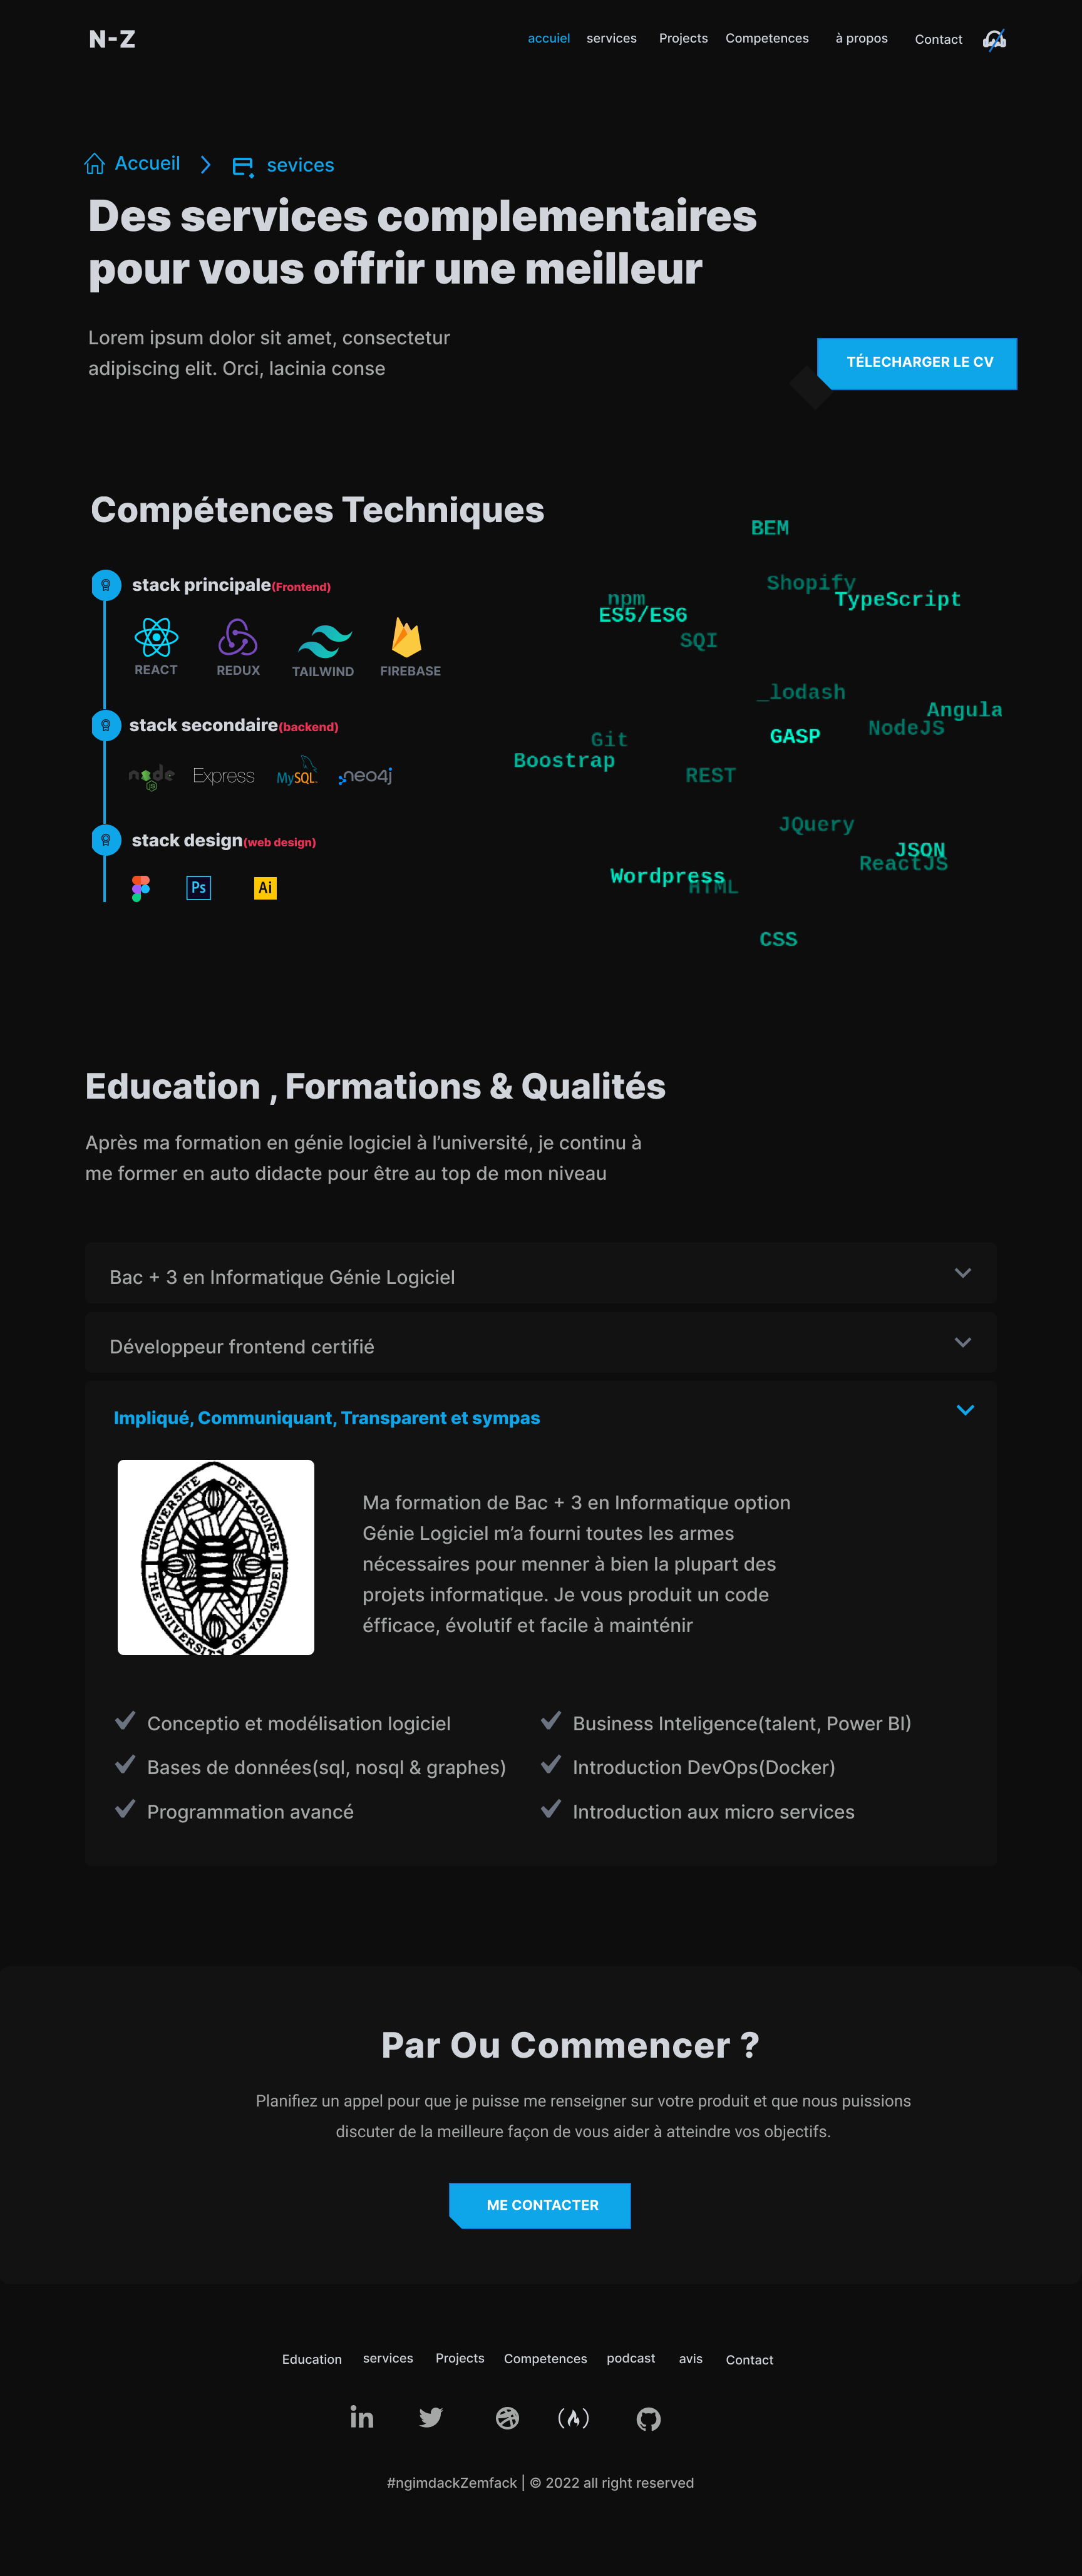 N-Z
accuiel services Projects Competences à propos Contact
Accueil sevices
Des services complementaires
pour vous offrir une meilleur
Lorem ipsum dolor sit amet, consectetur
adipiscing elit. Orci, lacinia conse
TÉLECHARGER LE CV
Compétences Techniques
stack principale(Frontend)
REACT REDUX TAILWIND FIREBASE
stack secondaire(backend)
node JS Express MySQL neo4j
stack design(web design)
Ps Ai
BEM
Shopify
npm TypeScript
ES5/ES6
SQI
_lodash
Angula
NodeJS
Git GASP
Boostrap
REST
JQuery
JSON
ReactJS
Wordpress
HTML
CSS
Education , Formations & Qualités
Après ma formation en génie logiciel à l’université, je continu à
me former en auto didacte pour être au top de mon niveau
Bac + 3 en Informatique Génie Logiciel
Développeur frontend certifié
Impliqué, Communiquant, Transparent et sympas
UNIVERSITE DE YAOUNDE I
THE UNIVERSITY OF YAOUNDE I
Ma formation de Bac + 3 en Informatique option
Génie Logiciel m’a fourni toutes les armes
nécessaires pour menner à bien la plupart des
projets informatique. Je vous produit un code
éfficace, évolutif et facile à mainténir
Conceptio et modélisation logiciel Business Inteligence(talent, Power BI)
Bases de données(sql, nosql & graphes) Introduction DevOps(Docker)
Programmation avancé Introduction aux micro services
Par Ou Commencer ?
Planifiez un appel pour que je puisse me renseigner sur votre produit et que nous puissions
discuter de la meilleure façon de vous aider à atteindre vos objectifs.
ME CONTACTER
Education services Projects Competences podcast avis Contact
in
#ngimdackZemfack | © 2022 all right reserved